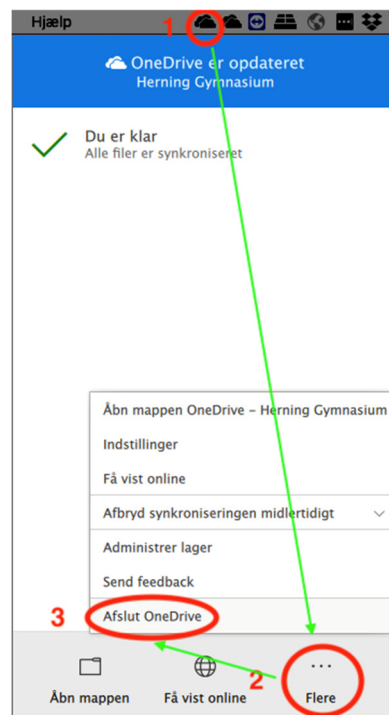 Hjælp
1
OneDrive er opdateret
Herning Gymnasium
Du er klar
Alle filer er synkroniseret
Åbn mappen OneDrive – Herning Gymnasium
Indstillinger
Få vist online
Afbryd synkroniseringen midlertidigt
Administrer lager
Send feedback
3 Afslut OneDrive
2
Åbn mappen Få vist online Flere